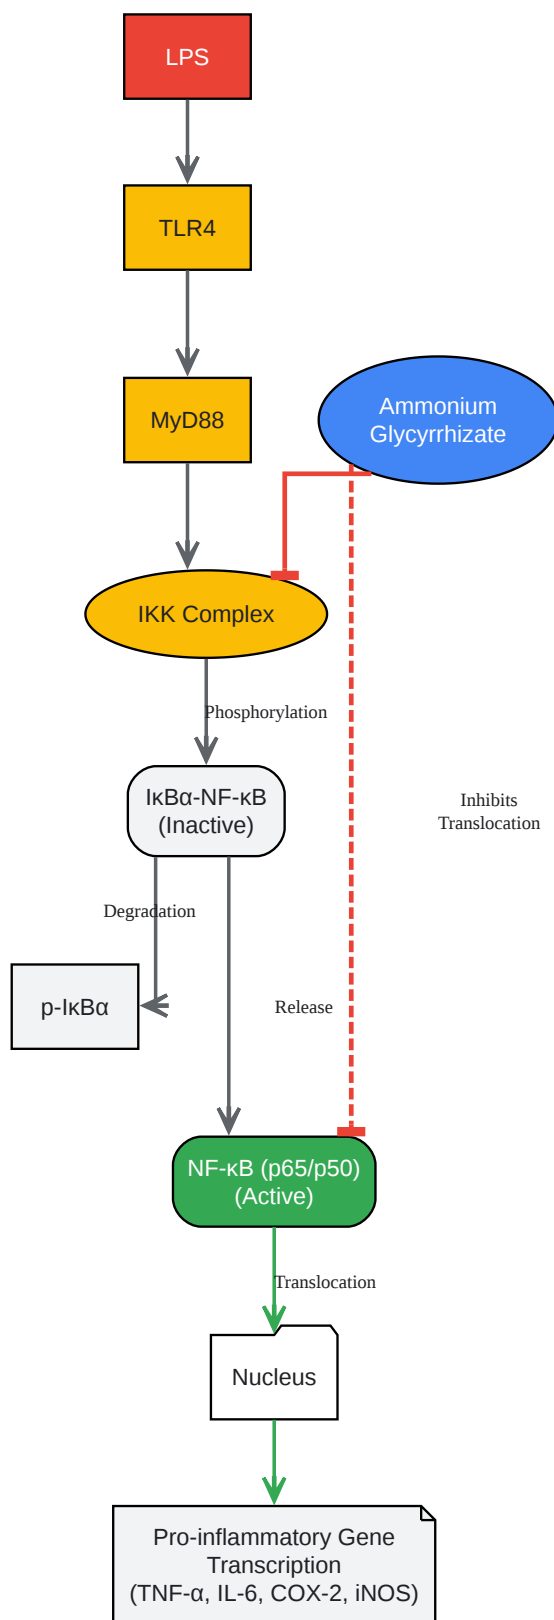 LPS
TLR4
MyD88
Ammonium
Glycyrrhizate
IKK Complex
Phosphorylation
IκBα-NF-κB
(Inactive)
Inhibits
Translocation
Degradation
p-IκBα
Release
NF-κB (p65/p50)
(Active)
Translocation
Nucleus
Pro-inflammatory Gene
Transcription
(TNF-α, IL-6, COX-2, iNOS)